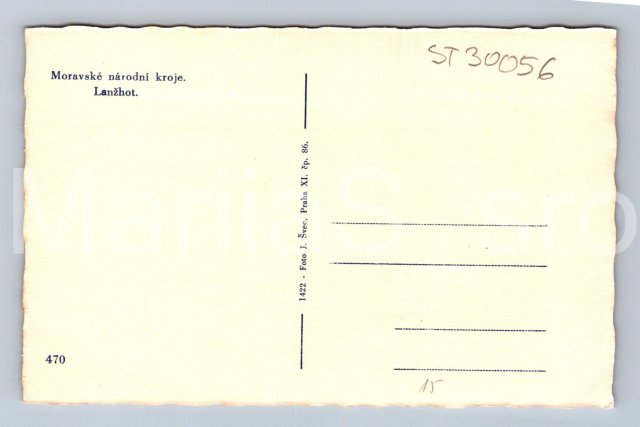 ST 30056
Moravské národní kroje.
Lanžhot.
1422 - Foto J. Švec, Praha XI. čp. 86.
470
15